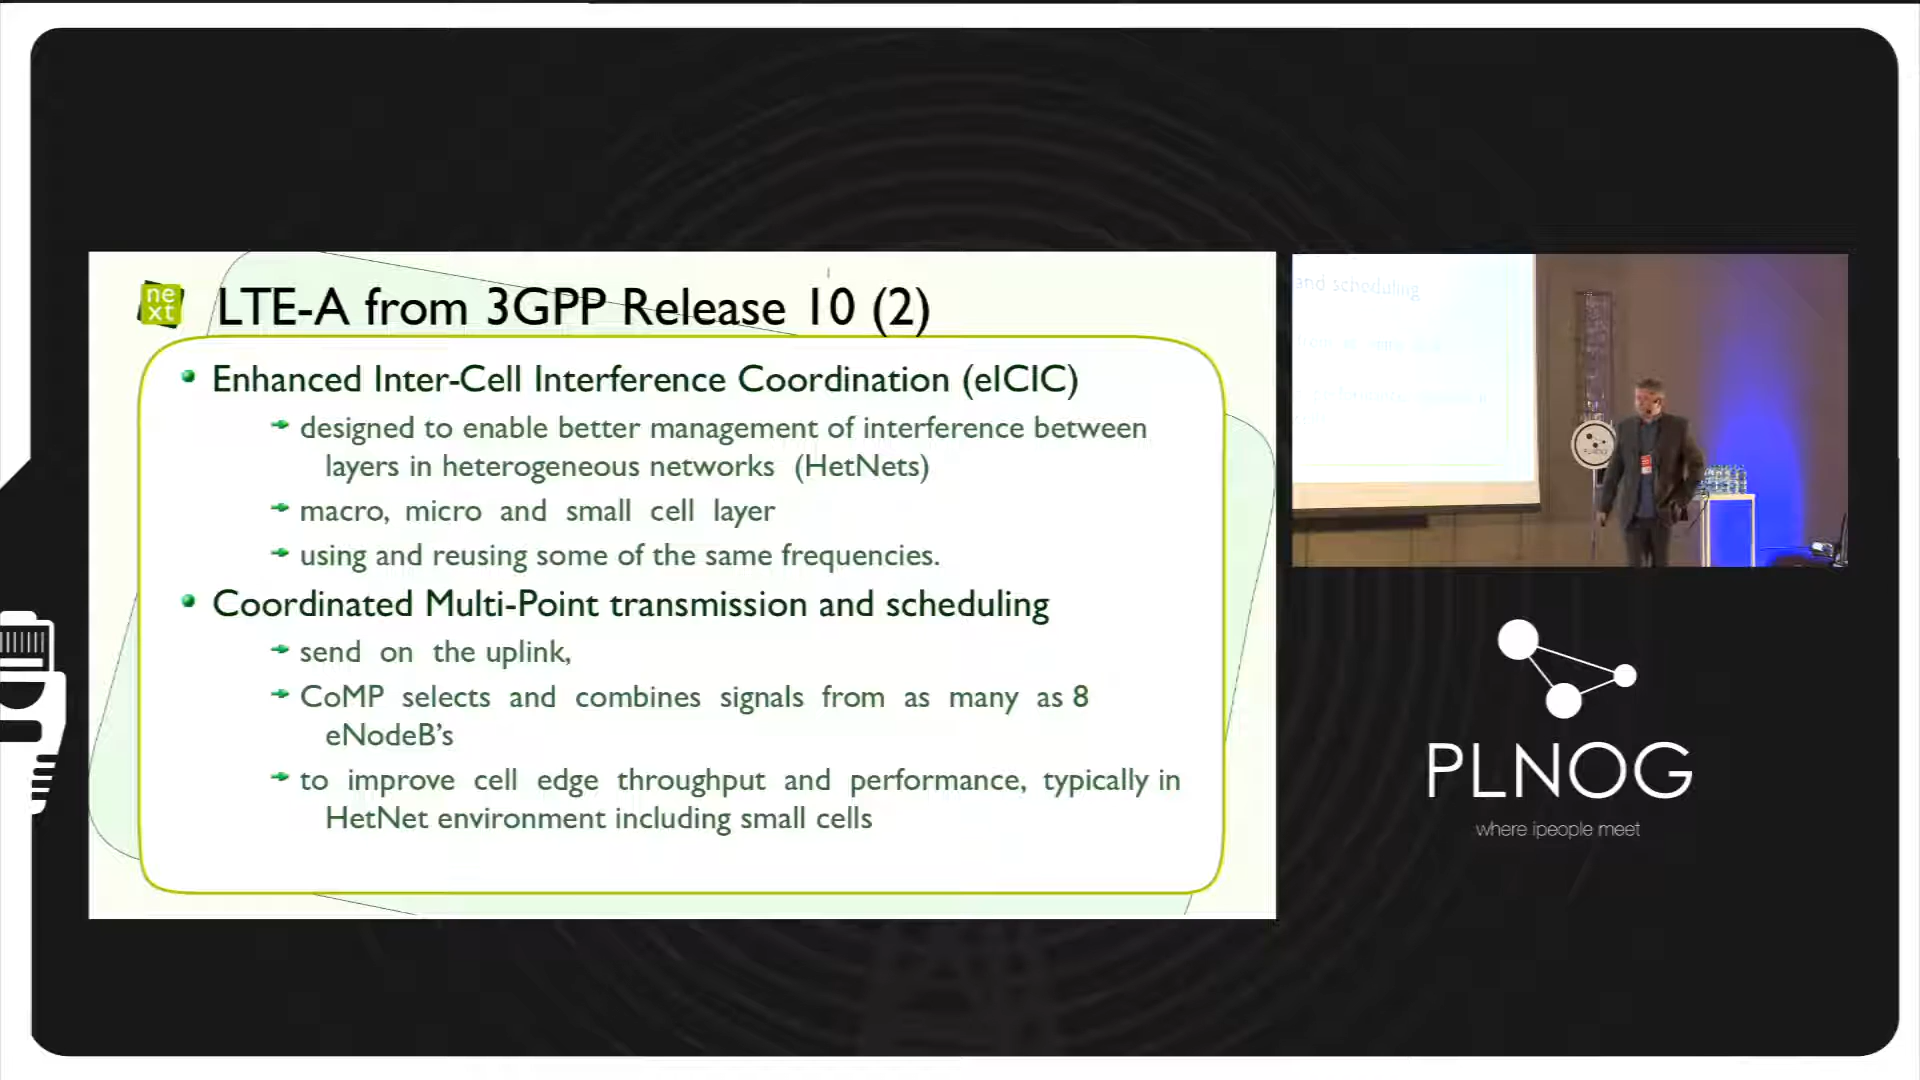 ne
xt
LTE-A from 3GPP Release 10 (2)
Enhanced Inter-Cell Interference Coordination (eICIC)
designed to enable better management of interference between
layers in heterogeneous networks (HetNets)
macro, micro and small cell layer
using and reusing some of the same frequencies.
Coordinated Multi-Point transmission and scheduling
send on the uplink,
CoMP selects and combines signals from as many as 8
eNodeB's
to improve cell edge throughput and performance, typically in
HetNet environment including small cells
and scheduling
PLNOG
PLNOG
where ipeople meet